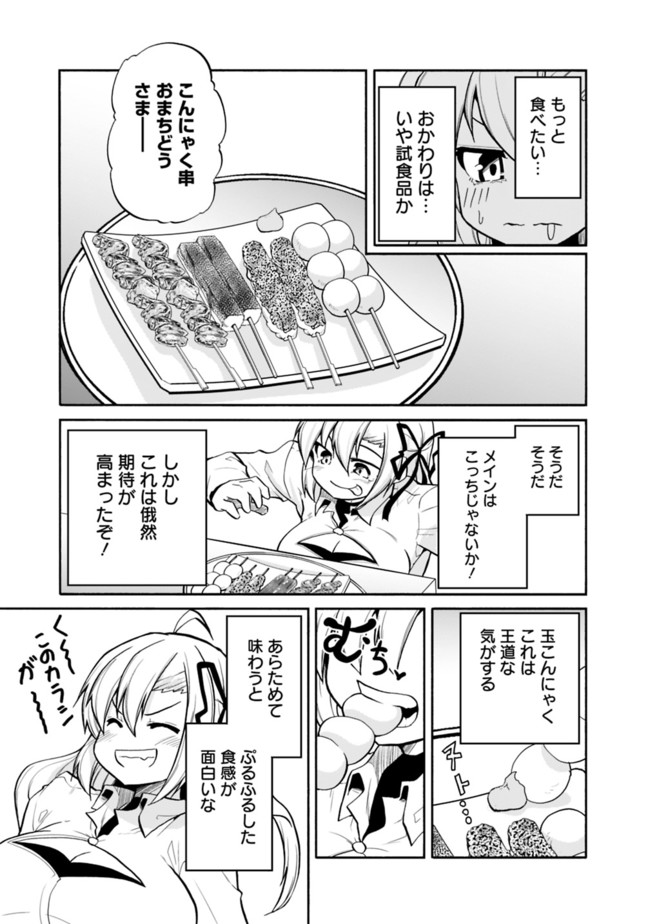 もっと
食べたい…
おかわりは…
いや試食品か
こんにゃく串
おまちどう
さま――
そうだ
そうだ
メインは
こっちじゃないか!
しかし
これは俄然
期待が
高まったぞ!
玉こんにゃく
これは
王道な
気がする
ヌト…
むちっ♥
あらためて
味わうと
ぷるふるした
食感が
面白いな
く〜〜
このカラシ
がー